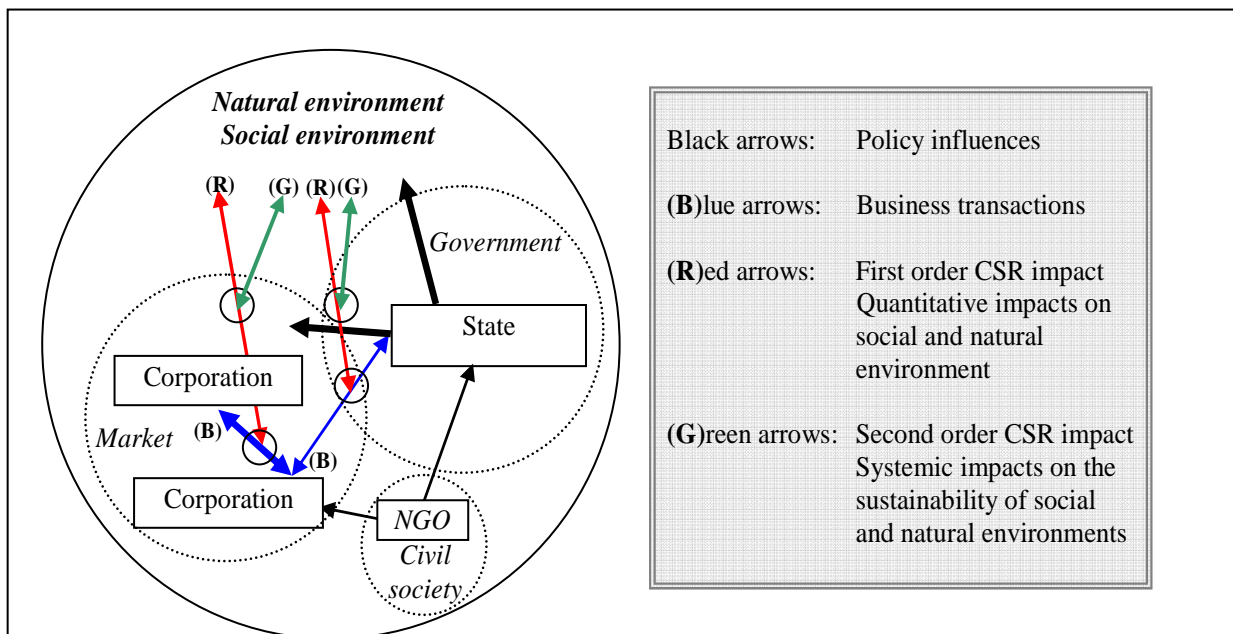 Natural environment
Social environment
(R) (G) (R) (G)
Government
State
Corporation
Market
(B)
(B)
Corporation
NGO
Civil
society
Black arrows: Policy influences
(B)lue arrows: Business transactions
(R)ed arrows: First order CSR impact
Quantitative impacts on
social and natural
environment
(G)reen arrows: Second order CSR impact
Systemic impacts on the
sustainability of social
and natural environments